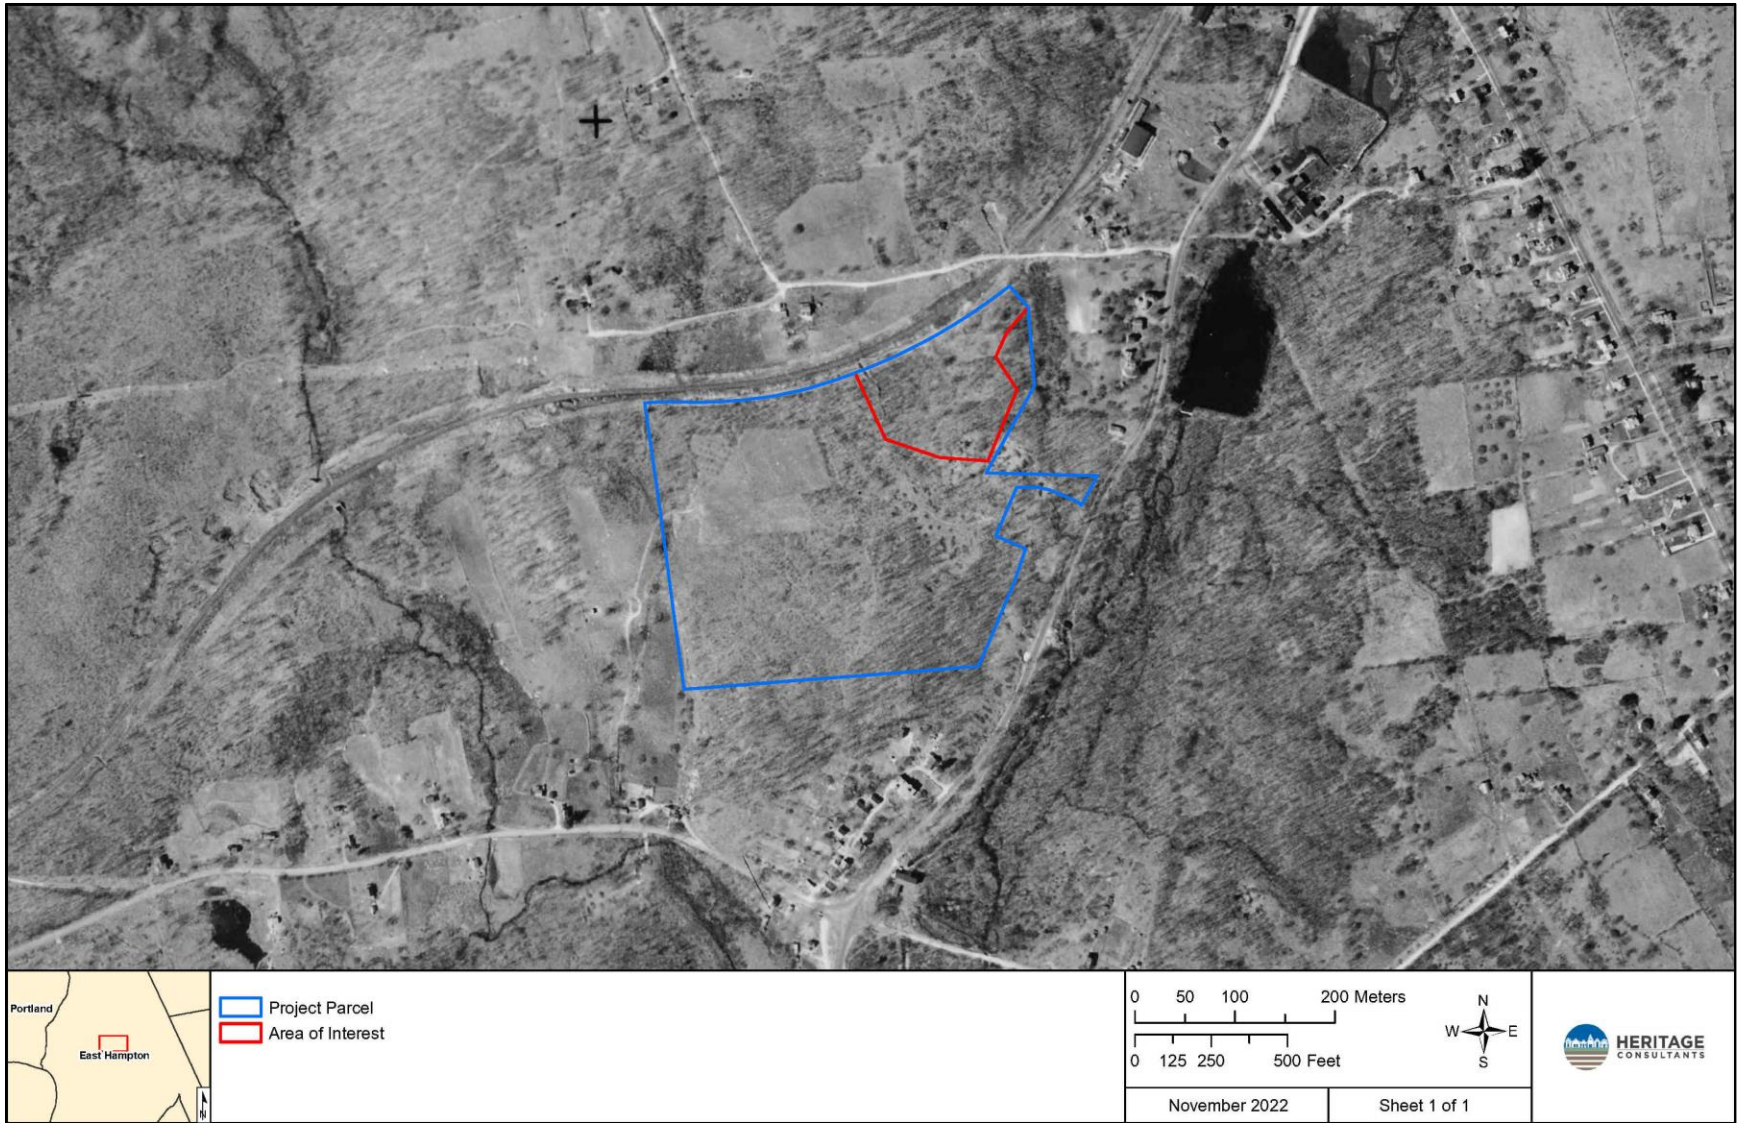 Portland
East Hampton
N
Project Parcel
Area of Interest
0 50 100 200 Meters
0 125 250 500 Feet
N
W E
S
November 2022
Sheet 1 of 1
HERITAGE
CONSULTANTS